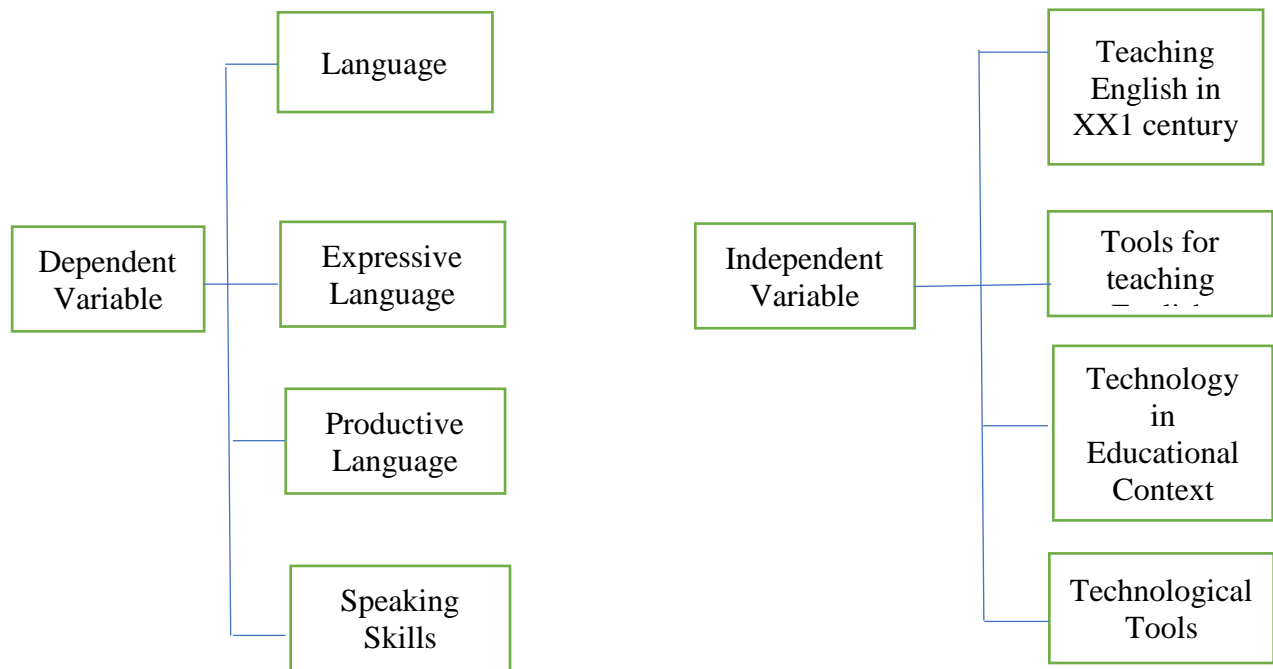 Language
Expressive
Language
Dependent
Variable
Productive
Language
Speaking
Skills
Teaching
English in
XX1 century
Tools for
teaching
Independent
Variable
Technology
in
Educational
Context
Technological
Tools